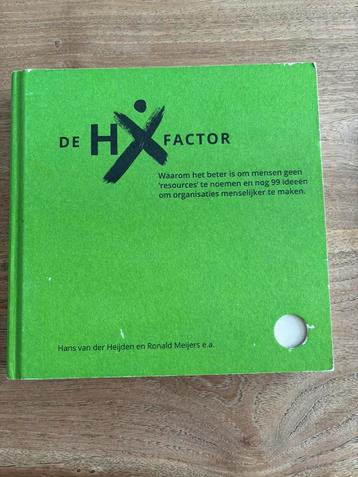 DE HX FACTOR
Waarom het beter is om mensen geen
‘resources’ te noemen en nog 99 ideeën
om organisaties menselijker te maken.
Hans van der Heijden en Ronald Meijers e.a.